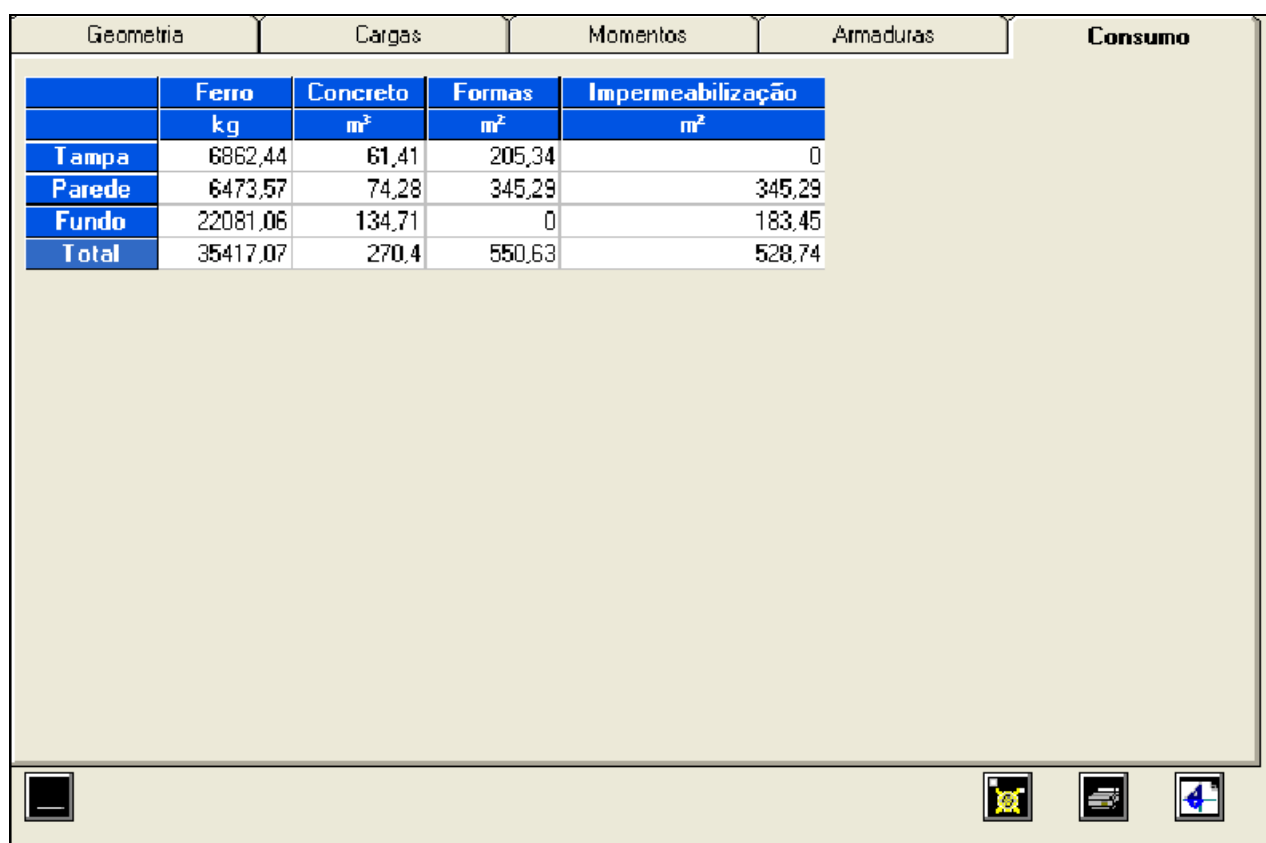 Geometria Cargas Momentos Armaduras Consumo
Ferro Concreto Formas Impermeabilização
kg m³ m² m²
Tampa 6862,44 61,41 205,34 0
Parede 6473,57 74,28 345,29 345,29
Fundo 22081,06 134,71 0 183,45
Total 35417,07 270,4 550,63 528,74